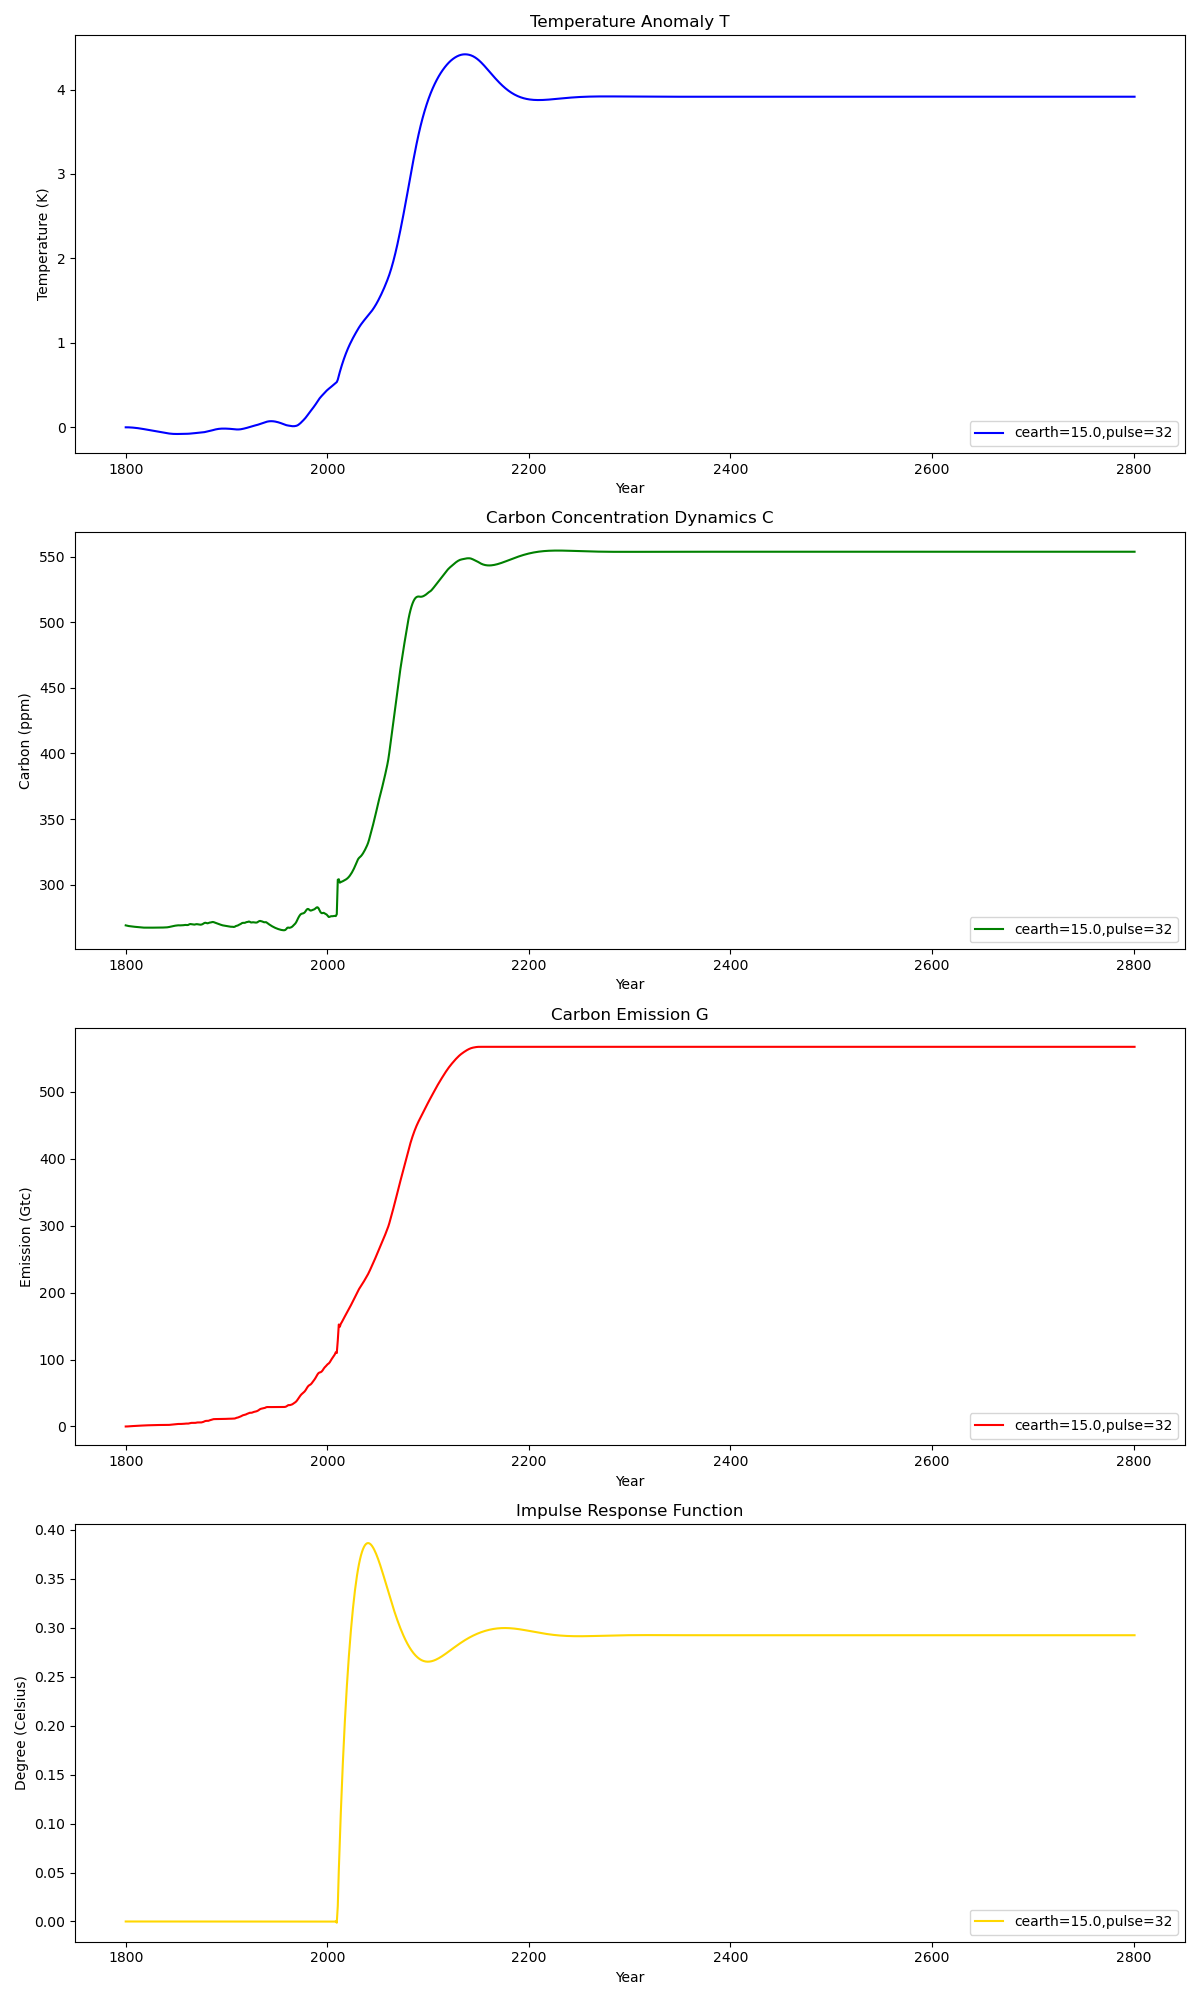 Temperature Anomaly T
4
3
2
1
0
Temperature (K)
cearth=15.0,pulse=32
1800 2000 2200 2400 2600 2800
Year
Carbon Concentration Dynamics C
550
500
450
400
350
300
Carbon (ppm)
cearth=15.0,pulse=32
1800 2000 2200 2400 2600 2800
Year
Carbon Emission G
500
400
300
200
100
0
Emission (Gtc)
cearth=15.0,pulse=32
1800 2000 2200 2400 2600 2800
Year
Impulse Response Function
0.40
0.35
0.30
0.25
0.20
0.15
0.10
0.05
0.00
Degree (Celsius)
cearth=15.0,pulse=32
1800 2000 2200 2400 2600 2800
Year